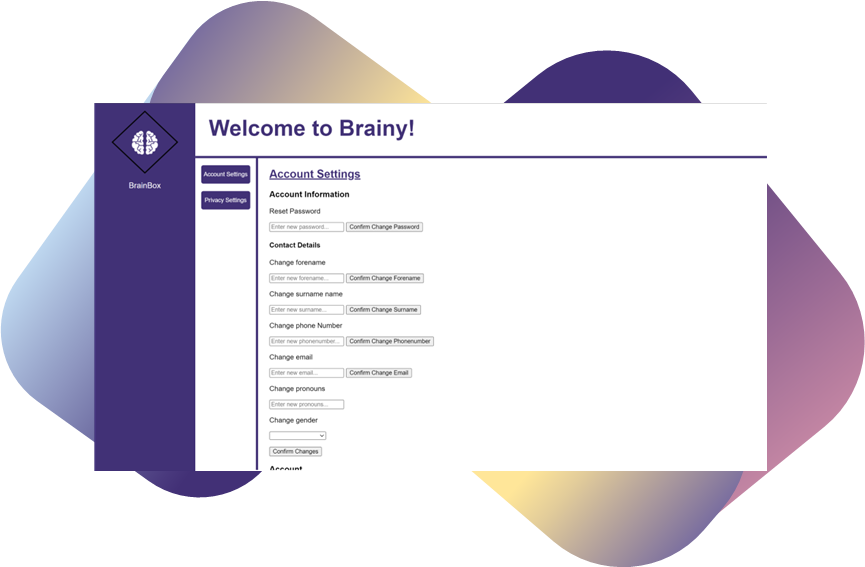 Welcome to Brainy!
BrainBox
Account Settings
Privacy Settings
Account Settings
Account Information
Reset Password
Enter new password... Confirm Change Password
Contact Details
Change forename
Enter new forename... Confirm Change Forename
Change surname name
Enter new surname... Confirm Change Surname
Change phone Number
Enter new phonenumber... Confirm Change Phonenumber
Change email
Enter new email... Confirm Change Email
Change pronouns
Enter new pronouns...
Change gender
Confirm Changes
Account